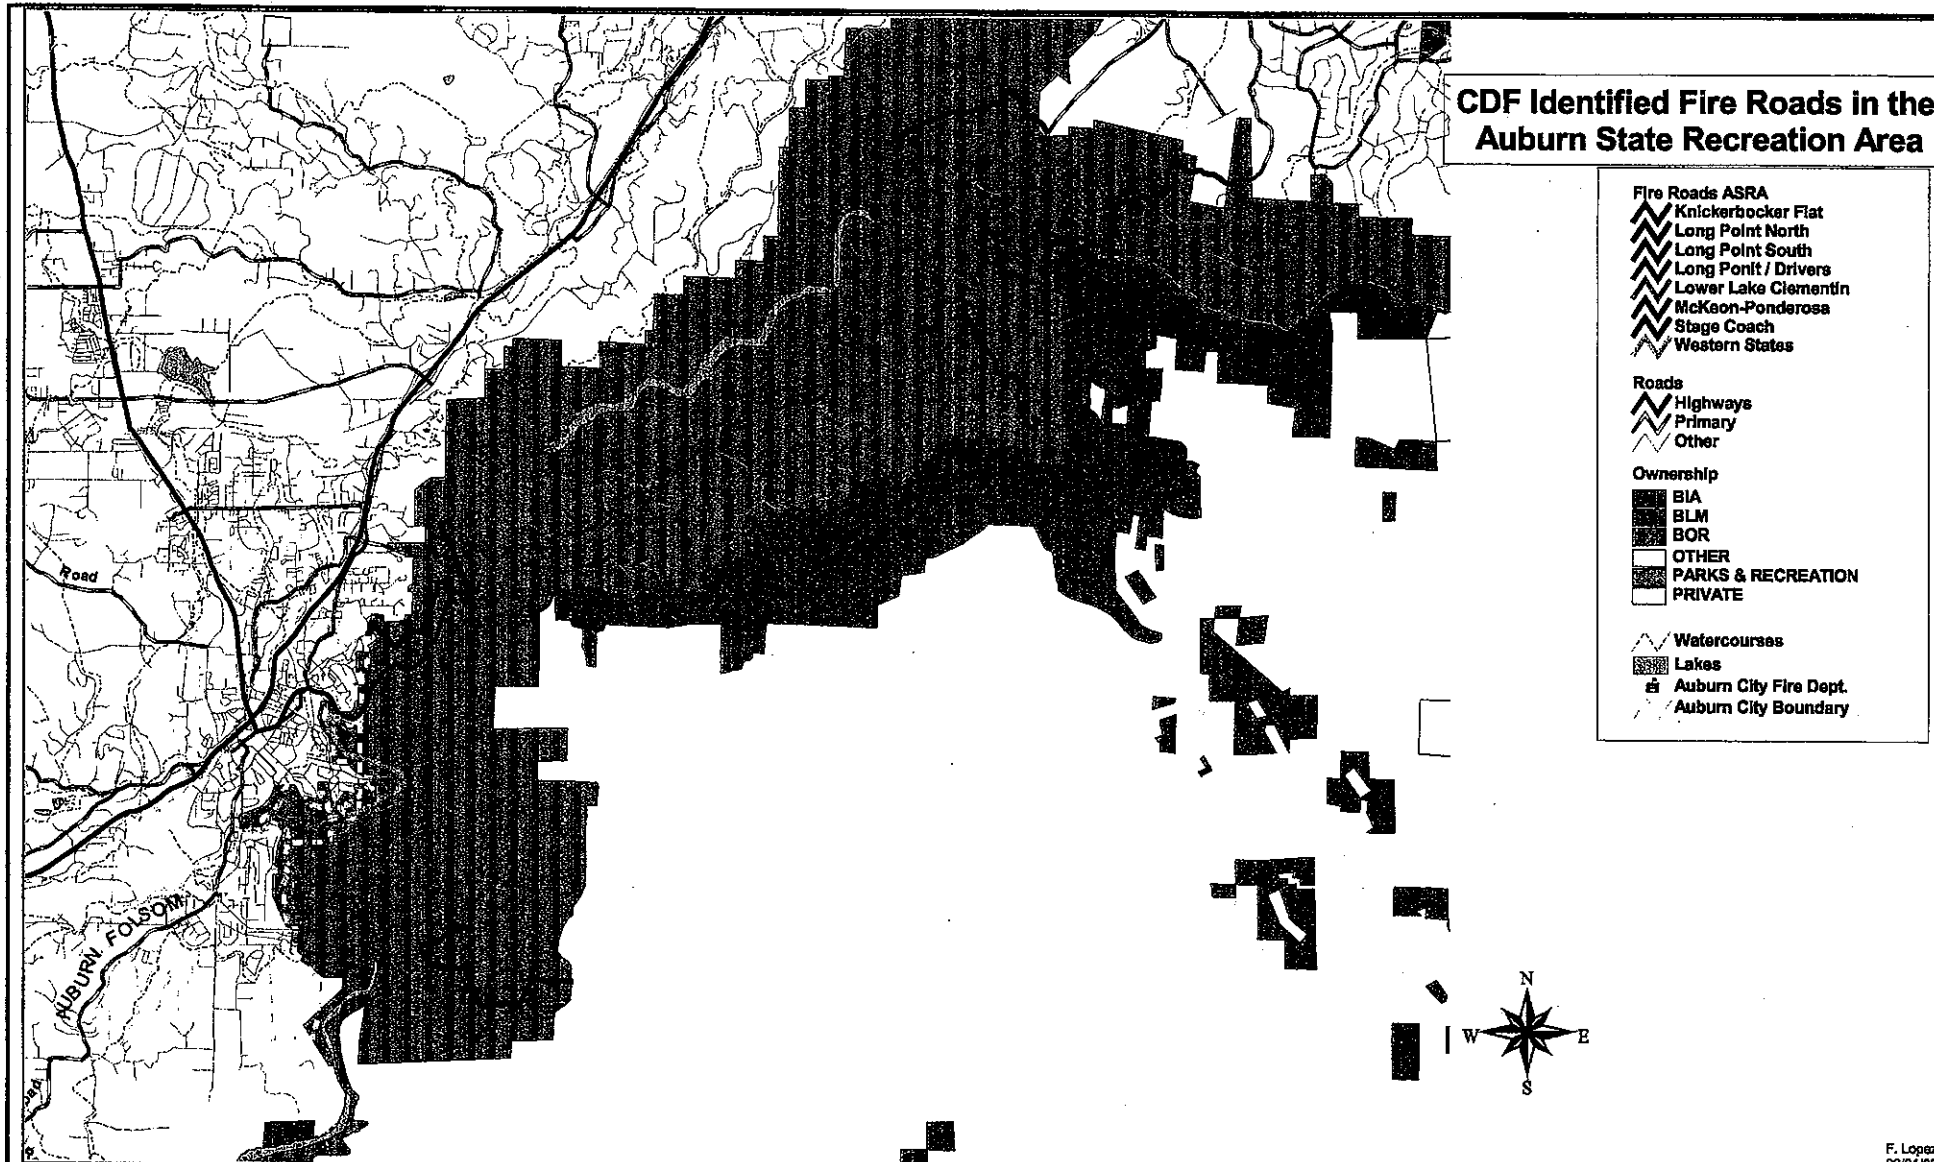 CDF Identified Fire Roads in the
Auburn State Recreation Area
Fire Roads ASRA
Knickerbocker Flat
Long Point North
Long Point South
Long Ponit / Drivers
Lower Lake Clementin
McKeon-Ponderosa
Stage Coach
Western States
Roads
Highways
Primary
Other
Ownership
BIA
BLM
BOR
OTHER
PARKS & RECREATION
PRIVATE
Watercourses
Lakes
Auburn City Fire Dept.
Auburn City Boundary
Road
AUBURN FOLSOM
N
W E
S
F. Lopez